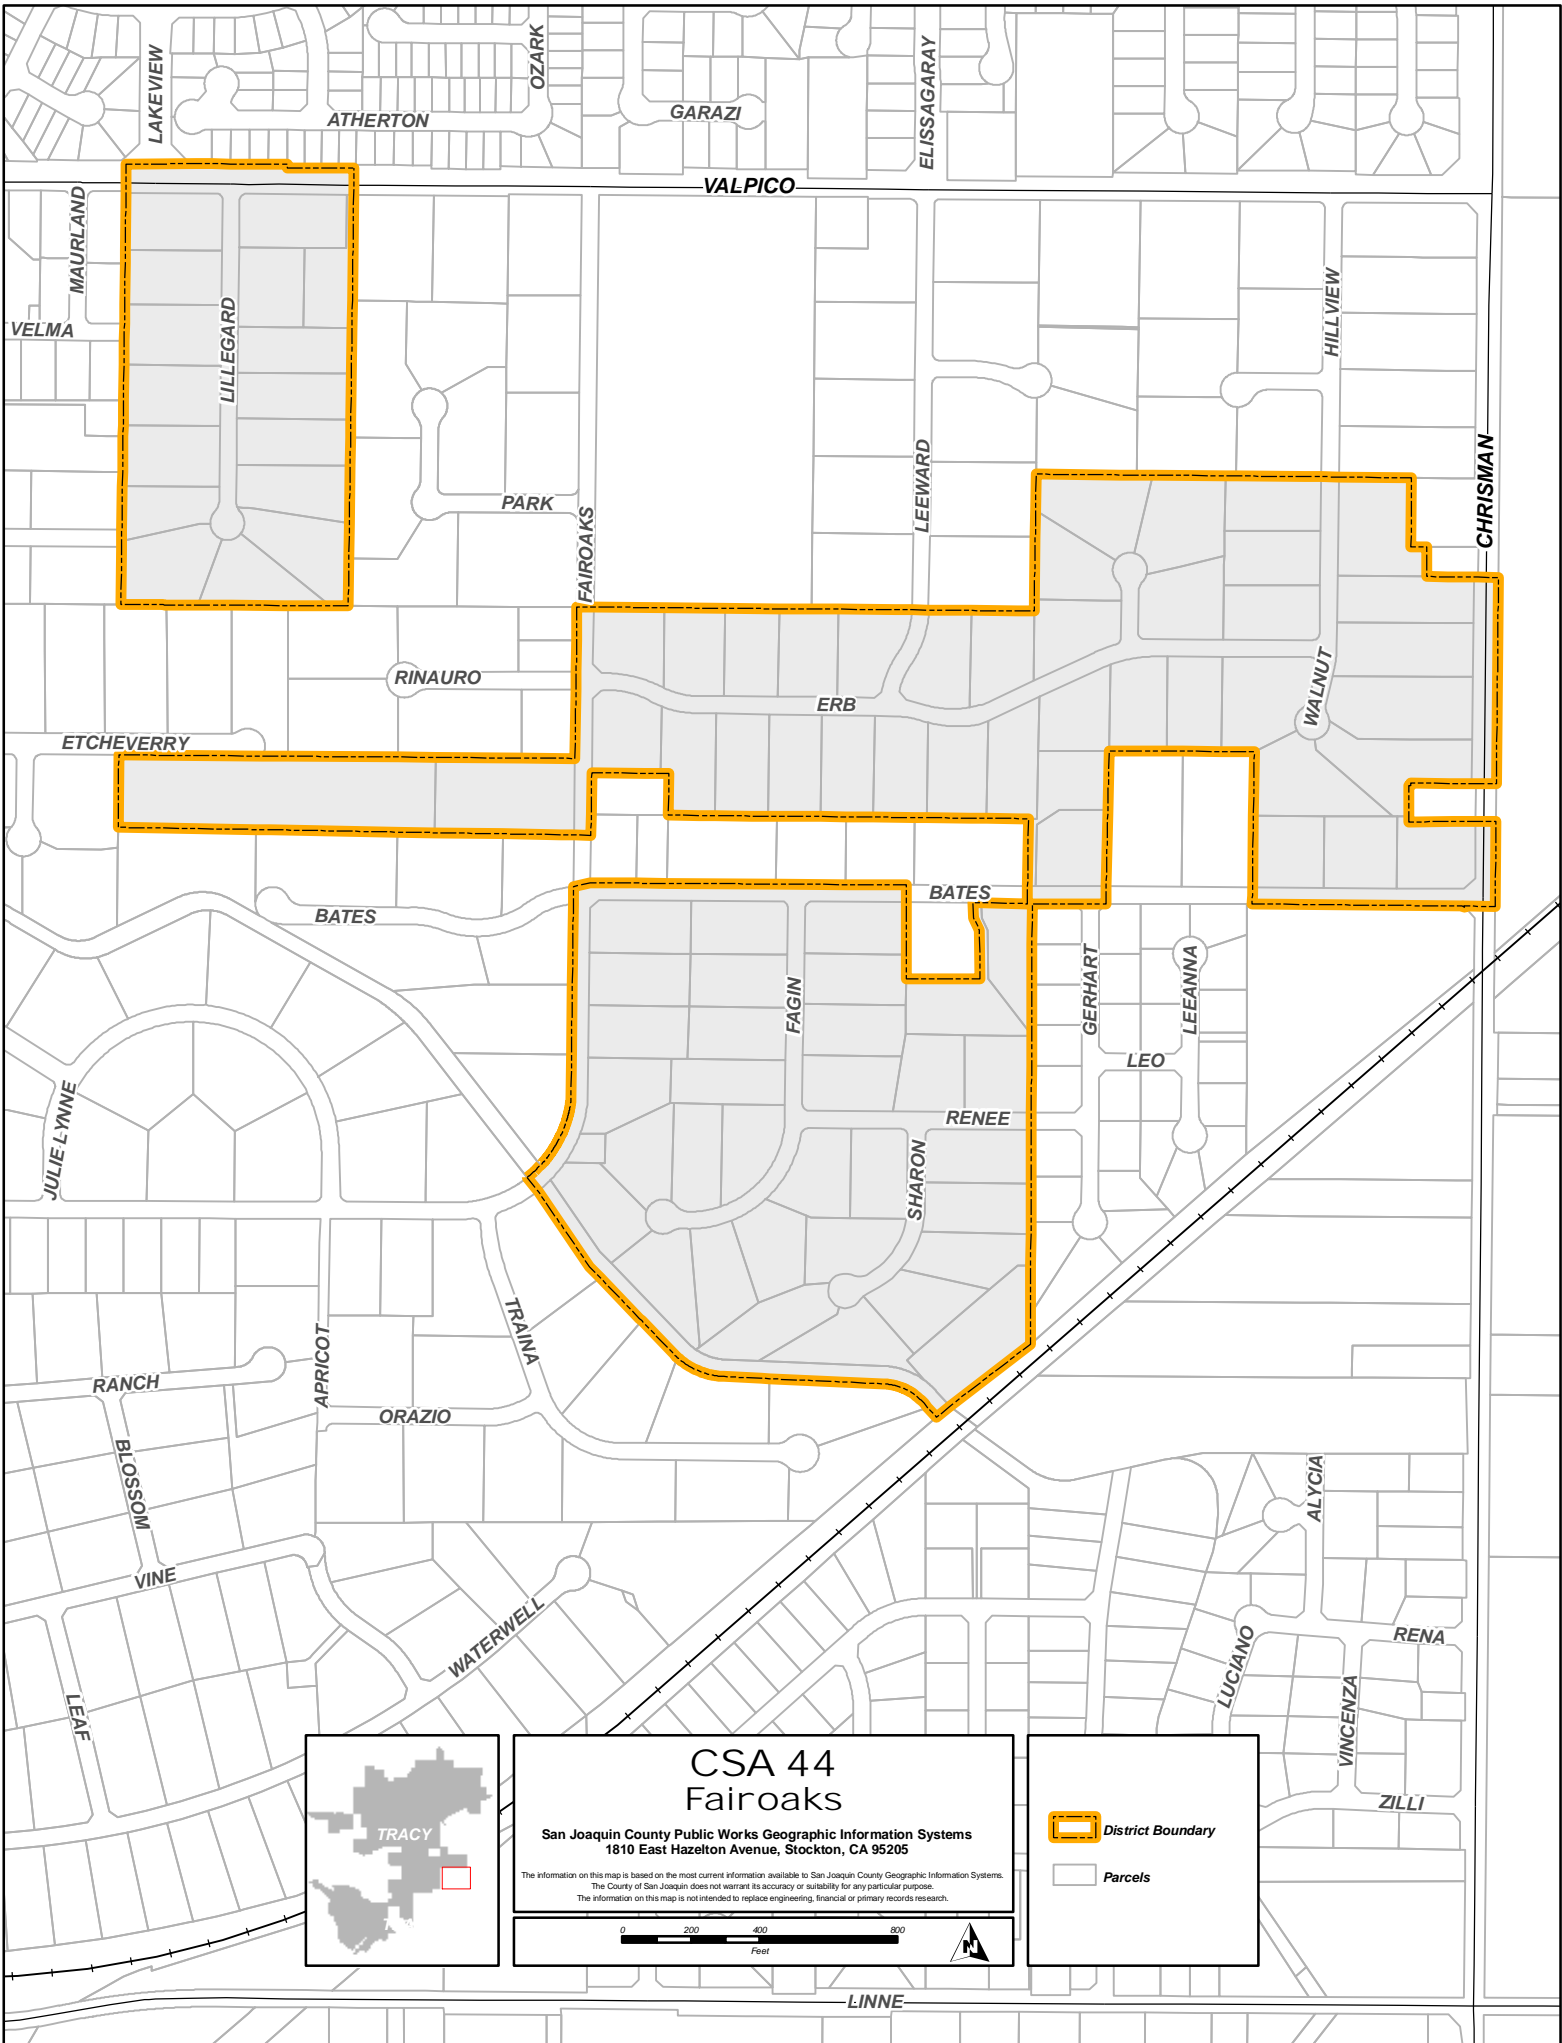 LAKEVIEW
OZARK
ATHERTON
GARAZI
ELISSAGARAY
VALPICO
MAURLAND
VELMA
LILLEGARD
HILLVIEW
LEEWARD
CHRISMAN
PARK
FAIROAKS
RINAURO
ERB
WALNUT
ETCHEVERRY
BATES
BATES
FAGIN
GERHART
LEEANNA
LEO
JULIE LYNNE
RENEE
SHARON
TRAINA
APRICOT
RANCH
ORAZIO
BLOSSOM
ALYCIA
VINE
WATERWELL
LUCIANO
RENA
LEAF
VINCENZA
ZILLI
TRACY
CSA 44
Fairoaks
San Joaquin County Public Works Geographic Information Systems
1810 East Hazelton Avenue, Stockton, CA 95205
The information on this map is based on the most current information available to San Joaquin County Geographic Information Systems.
The County of San Joaquin does not warrant its accuracy or suitability for any particular purpose.
The information on this map is not intended to replace engineering, financial or primary records research.
0 200 400 800
Feet
N
District Boundary
Parcels
LINNE